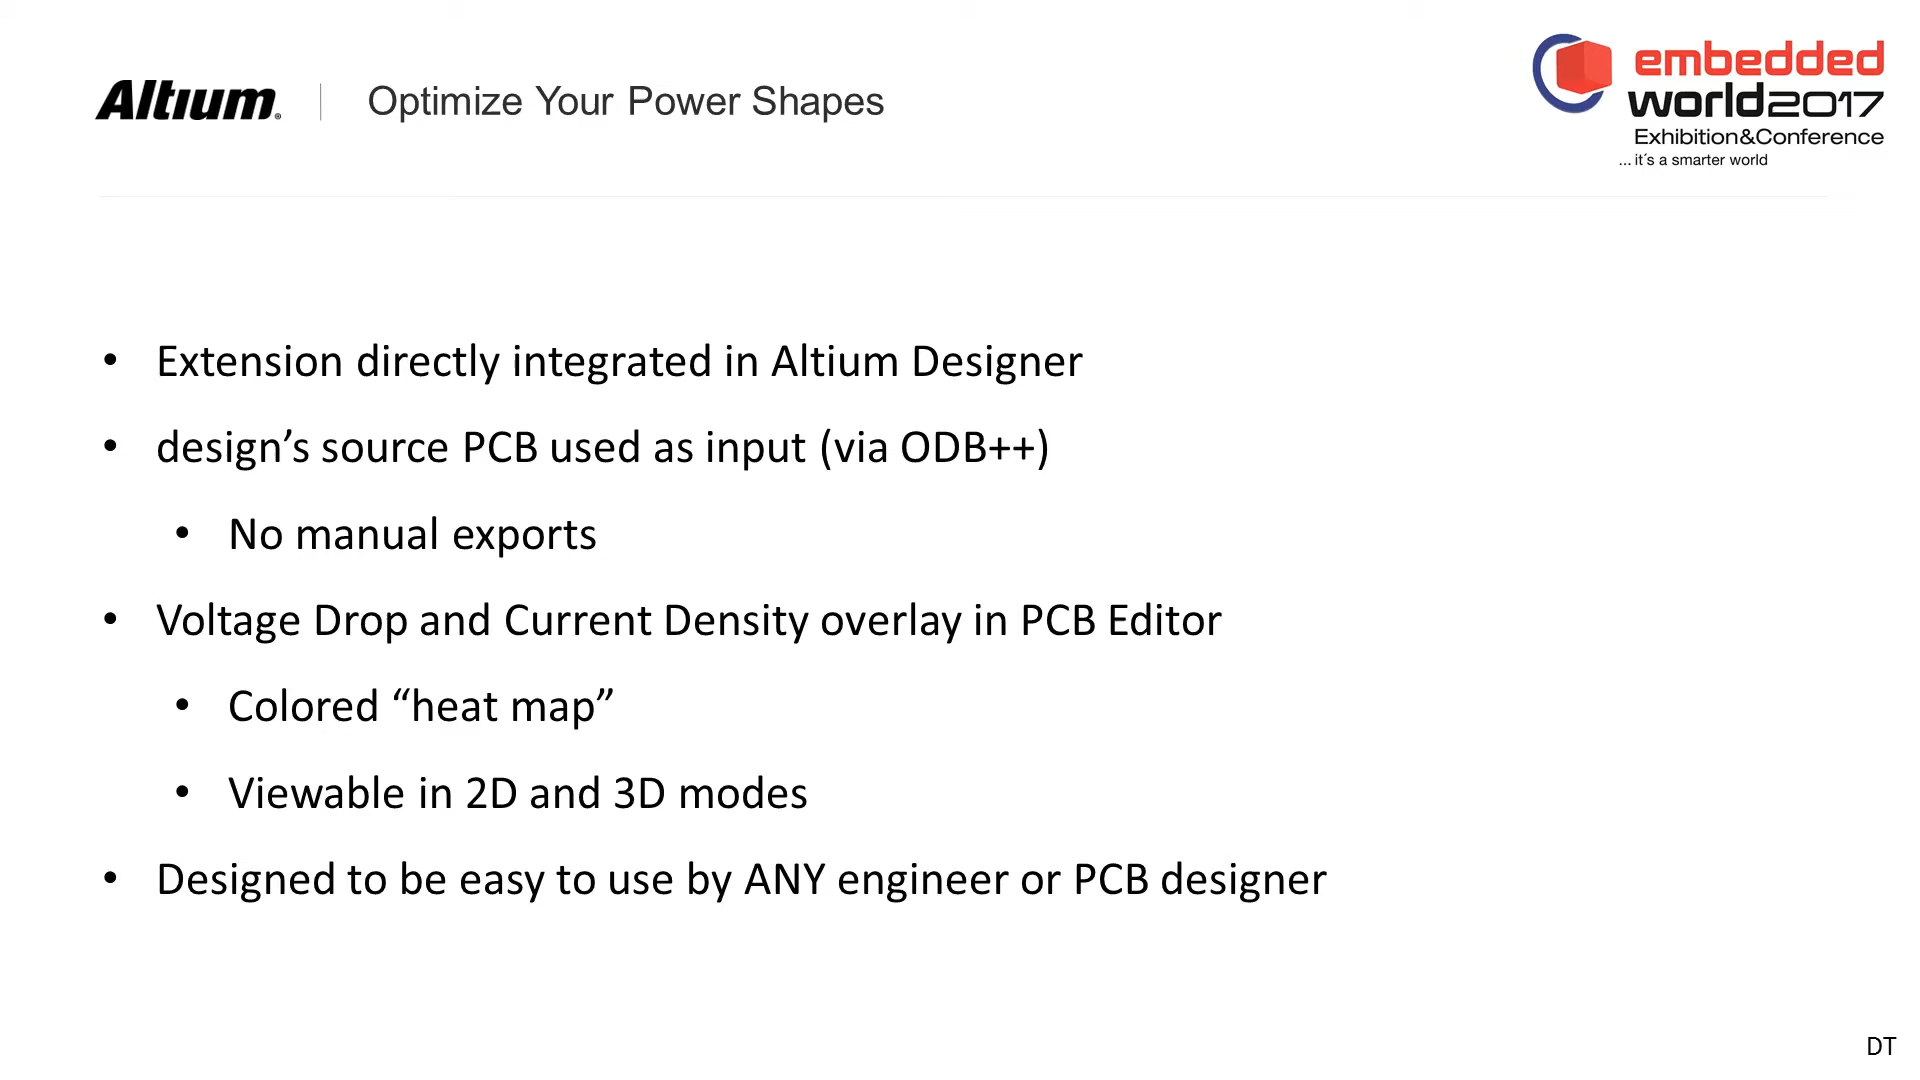 Altium.
Optimize Your Power Shapes
embedded
world2017
Exhibition&Conference
... it´s a smarter world
• Extension directly integrated in Altium Designer
• design’s source PCB used as input (via ODB++)
• No manual exports
• Voltage Drop and Current Density overlay in PCB Editor
• Colored “heat map”
• Viewable in 2D and 3D modes
• Designed to be easy to use by ANY engineer or PCB designer
DT